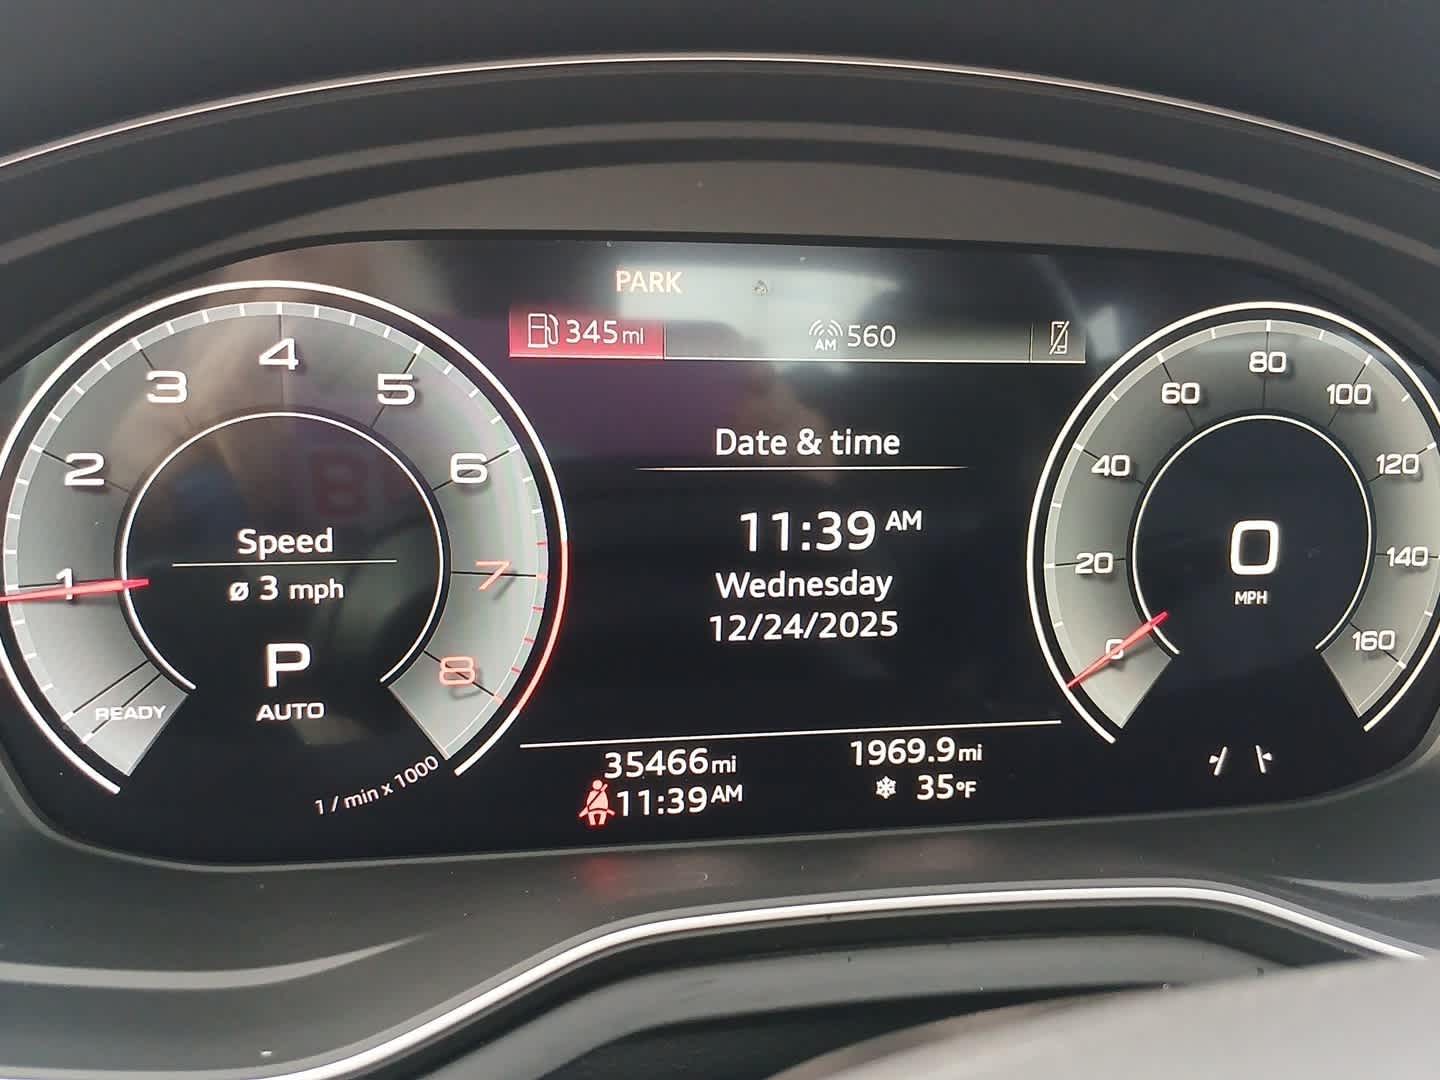 PARK
345 mi
AM 560
Date & time
11:39 AM
Wednesday
12/24/2025
35466 mi
1969.9 mi
11:39 AM
35°F
1
2
3
4
5
6
7
8
Speed
ø 3 mph
P
AUTO
READY
1 / min x 1000
0
20
40
60
80
100
120
140
160
0
MPH